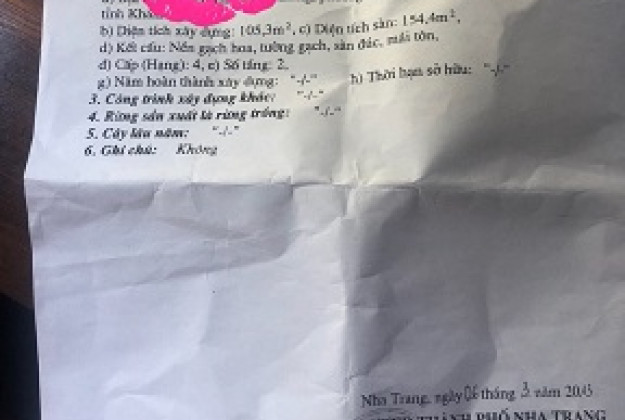 tỉnh Khá
b) Diện tích xây dựng: 105,3m², c) Diện tích sàn: 154,4m²,
d) Kết cấu: Nền gạch hoa, tường gạch, sàn đúc, mái tôn,
đ) Cấp (Hạng): 4, e) Số tầng: 2,
g) Năm hoàn thành xây dựng: "-/-" h) Thời hạn sở hữu: "-/-"
3. Công trình xây dựng khác: "-/-"
4. Rừng sản xuất là rừng trồng: "-/-"
5. Cây lâu năm: "-/-"
6. Ghi chú: Không
Nha Trang, ngày 06 tháng 3 năm
THÀNH PHỐ NHA TRANG